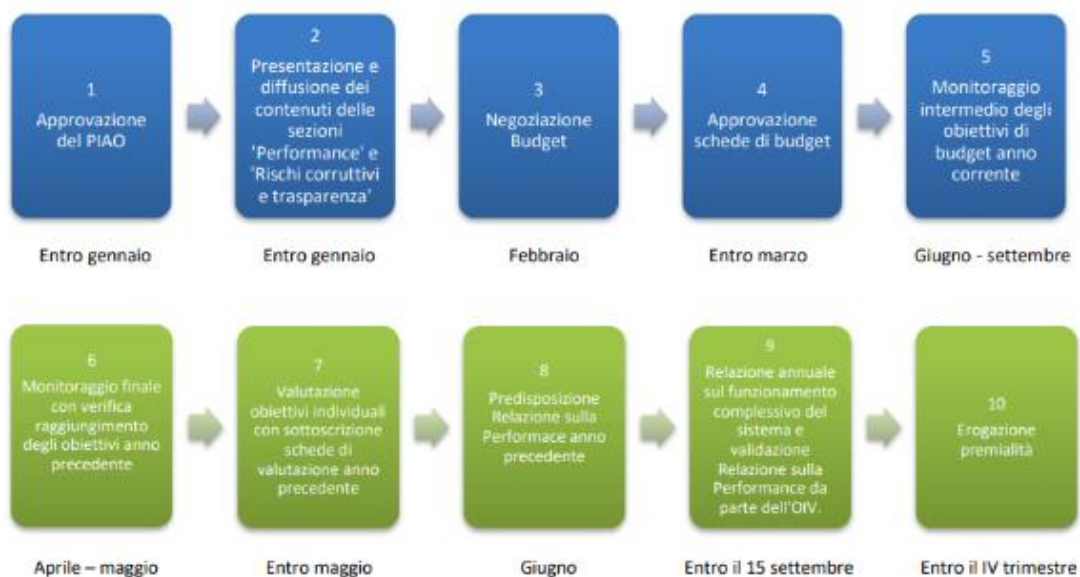 1
Approvazione
del PIAO
Entro gennaio
2
Presentazione e
diffusione dei
contenuti delle
sezioni
'Performance' e
'Rischi corruttivi
e trasparenza'
Entro gennaio
3
Negoziazione
Budget
Febbraio
4
Approvazione
schede di budget
Entro marzo
5
Monitoraggio
intermedio degli
obiettivi di
budget anno
corrente
Giugno - settembre
6
Monitoraggio finale
con verifica
raggiungimento
degli obiettivi anno
precedente
Aprile – maggio
7
Valutazione
obiettivi individuali
con sottoscrizione
schede di
valutazione anno
precedente
Entro maggio
8
Predisposizione
Relazione sulla
Performace anno
precedente
Giugno
9
Relazione annuale
sul funzionamento
complessivo del
sistema e
validazione
Relazione sulla
Performance da
parte dell'OIV.
Entro il 15 settembre
10
Erogazione
premialità
Entro il IV trimestre